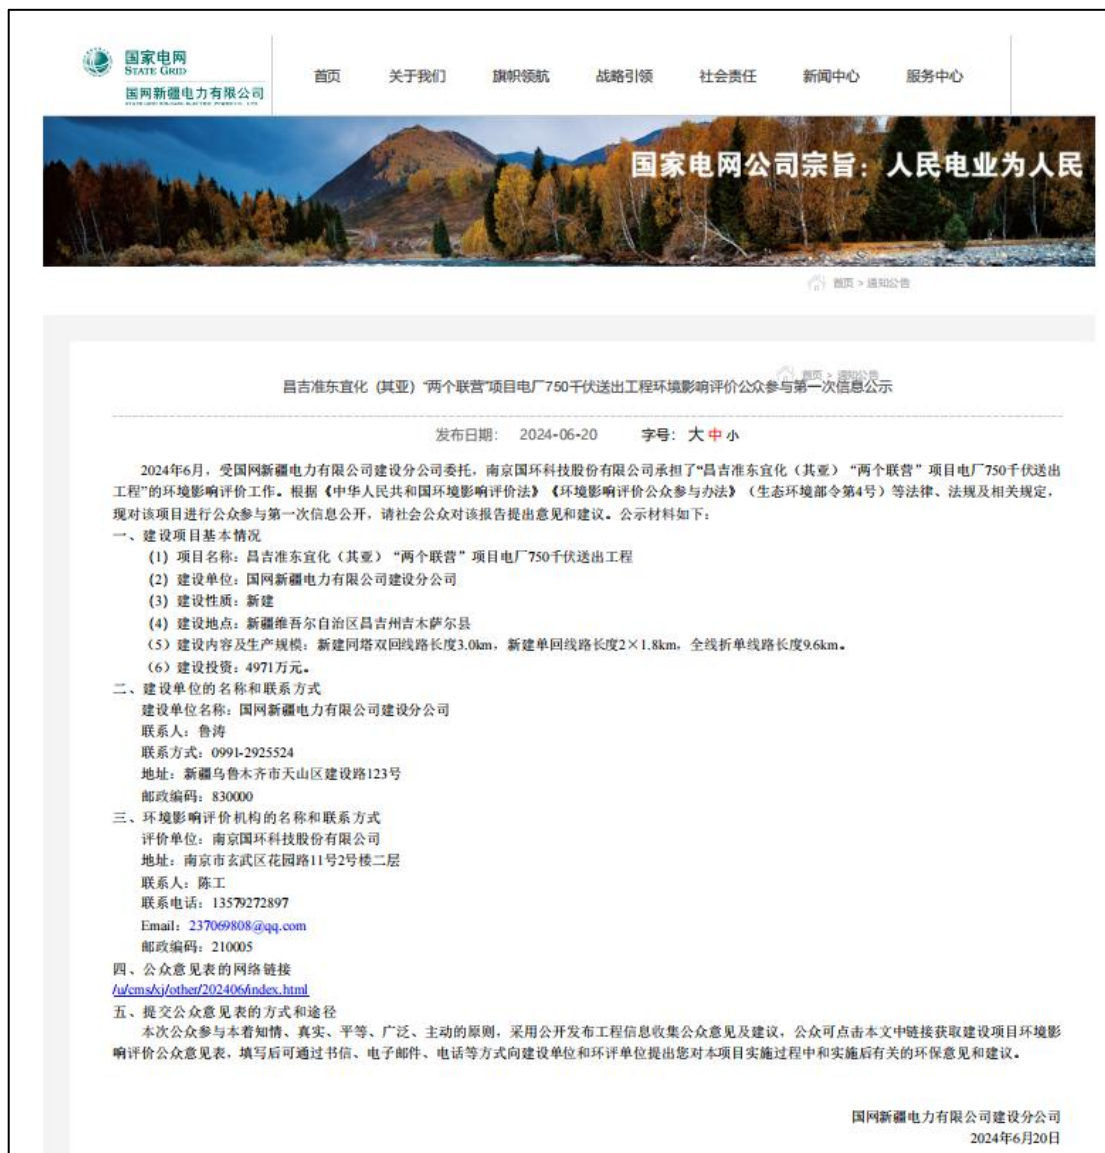 国家电网
STATE GRID
国网新疆电力有限公司
首页 关于我们 旗帜领航 战略引领 社会责任 新闻中心 服务中心
国家电网公司宗旨：人民电业为人民
首页 > 通知公告
首页 > 通知公告
昌吉准东宜化（其亚）“两个联营”项目电厂750千伏送出工程环境影响评价公众参与第一次信息公示
发布日期： 2024-06-20 字号： 大 中 小
2024年6月，受国网新疆电力有限公司建设分公司委托，南京国环科技股份有限公司承担了“昌吉准东宜化（其亚）“两个联营”项目电厂750千伏送出
工程”的环境影响评价工作。根据《中华人民共和国环境影响评价法》《环境影响评价公众参与办法》（生态环境部令第4号）等法律、法规及相关规定，
现对该项目进行公众参与第一次信息公开，请社会公众对该报告提出意见和建议。公示材料如下：
一、建设项目基本情况
（1）项目名称：昌吉准东宜化（其亚）“两个联营”项目电厂750千伏送出工程
（2）建设单位：国网新疆电力有限公司建设分公司
（3）建设性质：新建
（4）建设地点：新疆维吾尔自治区昌吉州吉木萨尔县
（5）建设内容及生产规模：新建同塔双回线路长度3.0km，新建单回线路长度2×1.8km，全线折单线路长度9.6km。
（6）建设投资：4971万元。
二、建设单位的名称和联系方式
建设单位名称：国网新疆电力有限公司建设分公司
联系人：鲁涛
联系方式：0991-2925524
地址：新疆乌鲁木齐市天山区建设路123号
邮政编码：830000
三、环境影响评价机构的名称和联系方式
评价单位：南京国环科技股份有限公司
地址：南京市玄武区花园路11号2号楼二层
联系人：陈工
联系电话：13579272897
Email：237069808@qq.com
邮政编码：210005
四、公众意见表的网络链接
/u/cms/xj/other/202406/index.html
五、提交公众意见表的方式和途径
本次公众参与本着知情、真实、平等、广泛、主动的原则，采用公开发布工程信息收集公众意见及建议，公众可点击本文中链接获取建设项目环境影
响评价公众意见表，填写后可通过书信、电子邮件、电话等方式向建设单位和环评单位提出您对本项目实施过程中和实施后有关的环保意见和建议。
国网新疆电力有限公司建设分公司
2024年6月20日